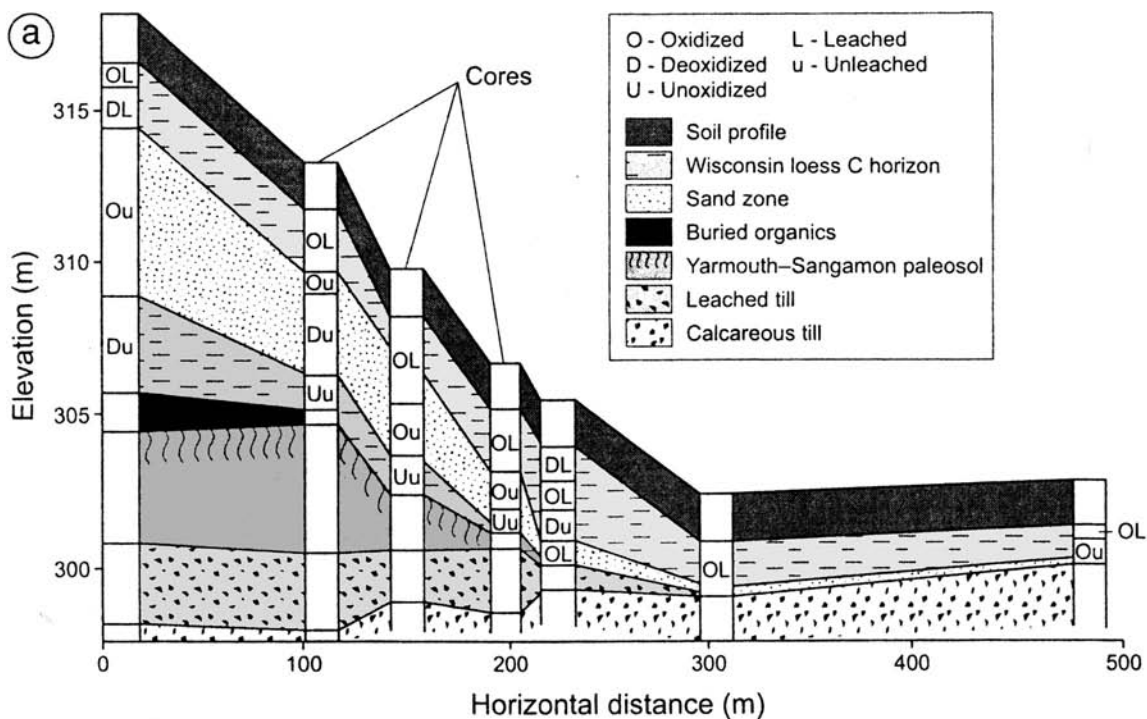 a
Cores
O - Oxidized L - Leached
D - Deoxidized u - Unleached
U - Unoxidized
Soil profile
Wisconsin loess C horizon
Sand zone
Buried organics
Yarmouth–Sangamon paleosol
Leached till
Calcareous till
Elevation (m)
315
310
305
300
OL
DL
Ou
Du
OL
Ou
Du
Uu
OL
Ou
Uu
OL
Ou
Uu
DL
OL
Du
OL
OL
OL
Ou
0 100 200 300 400 500
Horizontal distance (m)